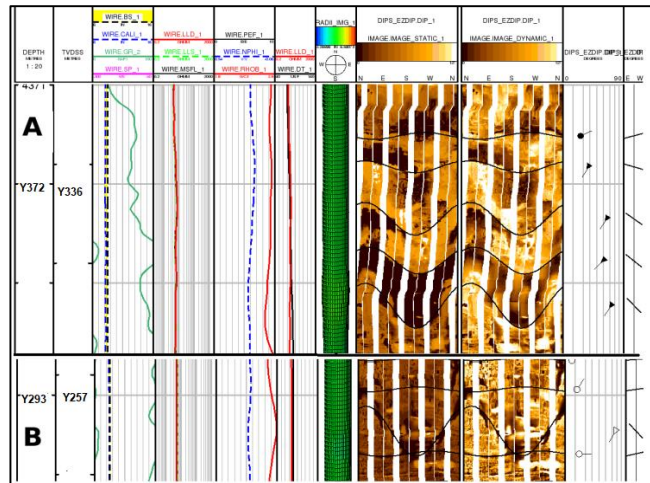 DEPTH
METRES
1 : 20
TVDSS
METRES
WIRE.BS_1
WIRE.CALI_1
WIRE.GR_2
WIRE.SP_1
WIRE.LLD_1
WIRE.LLS_1
WIRE.MSFL_1
WIRE.PEF_1
WIRE.NPHI_1
WIRE.RHOB_1
WIRE.LLD_1
WIRE.DT_1
RADII_IMG_1
N
W E
S
DIPS_EZDIP.DIP_1
IMAGE.IMAGE_STATIC_1
N E S W N
DIPS_EZDIP.DIP_1
IMAGE.IMAGE_DYNAMIC_1
N E S W N
DIPS_EZDIP.DIP
DEGREES
0 90
E W
A
Y372
Y336
Y293
Y257
B